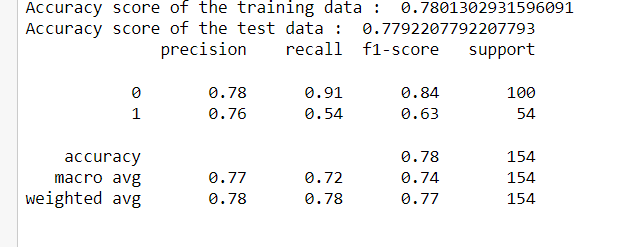 Accuracy score of the training data :  0.7801302931596091
Accuracy score of the test data :  0.7792207792207793
              precision    recall  f1-score   support

           0       0.78      0.91      0.84       100
           1       0.76      0.54      0.63        54

    accuracy                           0.78       154
   macro avg       0.77      0.72      0.74       154
weighted avg       0.78      0.78      0.77       154